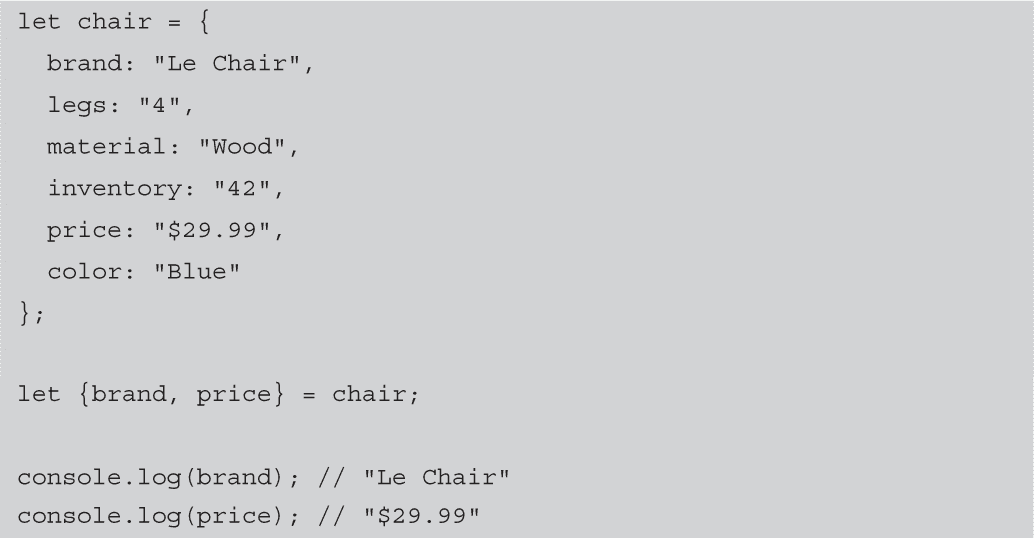 let chair = {
  brand: "Le Chair",
  legs: "4",
  material: "Wood",
  inventory: "42",
  price: "$29.99",
  color: "Blue"
};
let {brand, price} = chair;
console.log(brand); // "Le Chair"
console.log(price); // "$29.99"